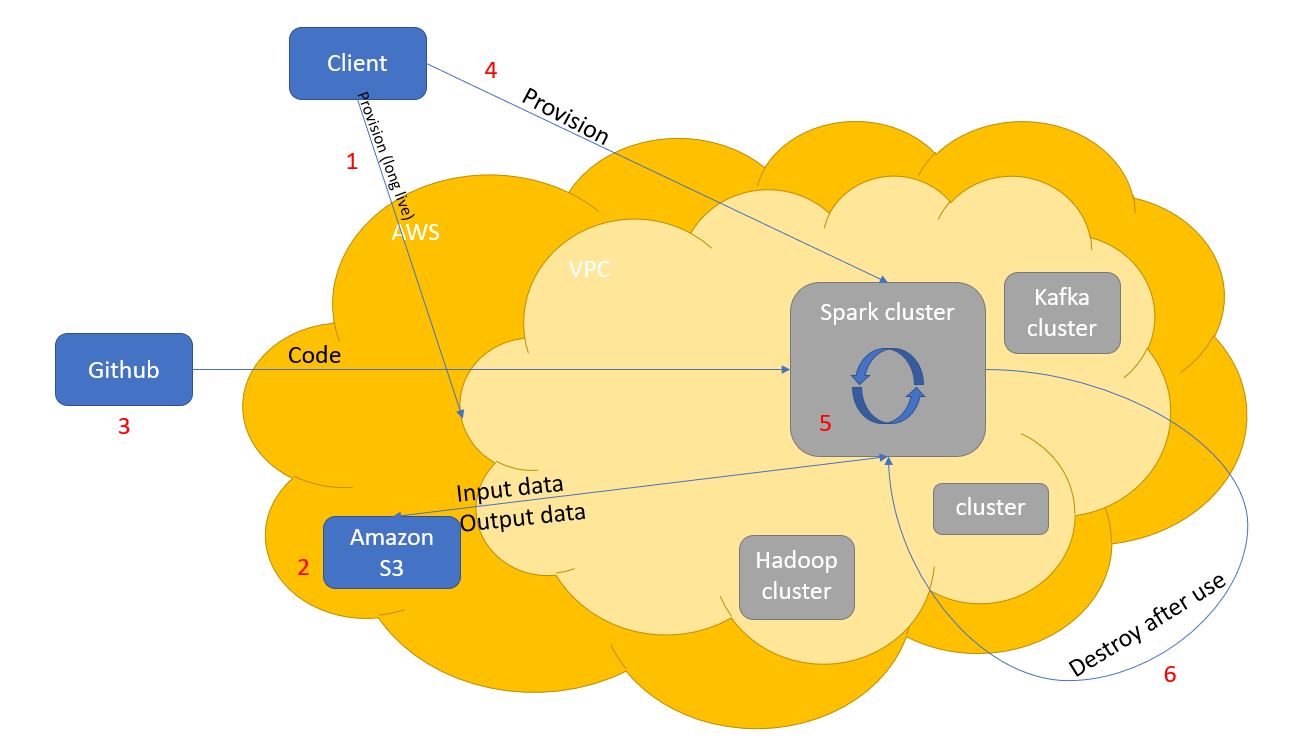 Client
4
Provision
Provision (long live)
1
AWS
VPC
Spark cluster
Kafka
cluster
Github
Code
3
5
Input data
Output data
cluster
Amazon
S3
2
Hadoop
cluster
Destroy after use
6